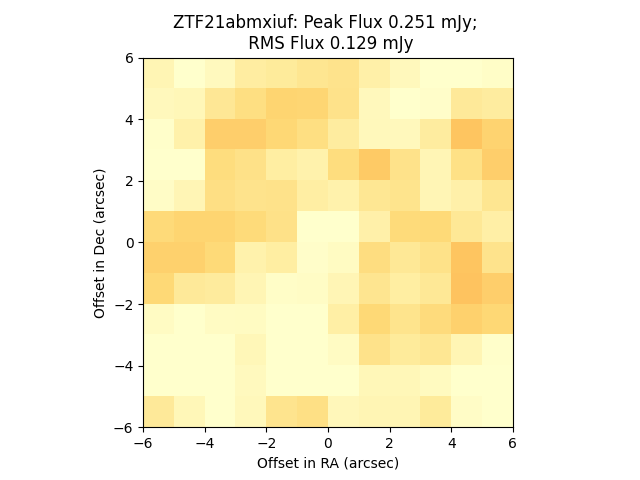 ZTF21abmxiuf: Peak Flux 0.251 mJy;
RMS Flux 0.129 mJy
6
4
2
0
−2
−4
−6
Offset in Dec (arcsec)
−6 −4 −2 0 2 4 6
Offset in RA (arcsec)